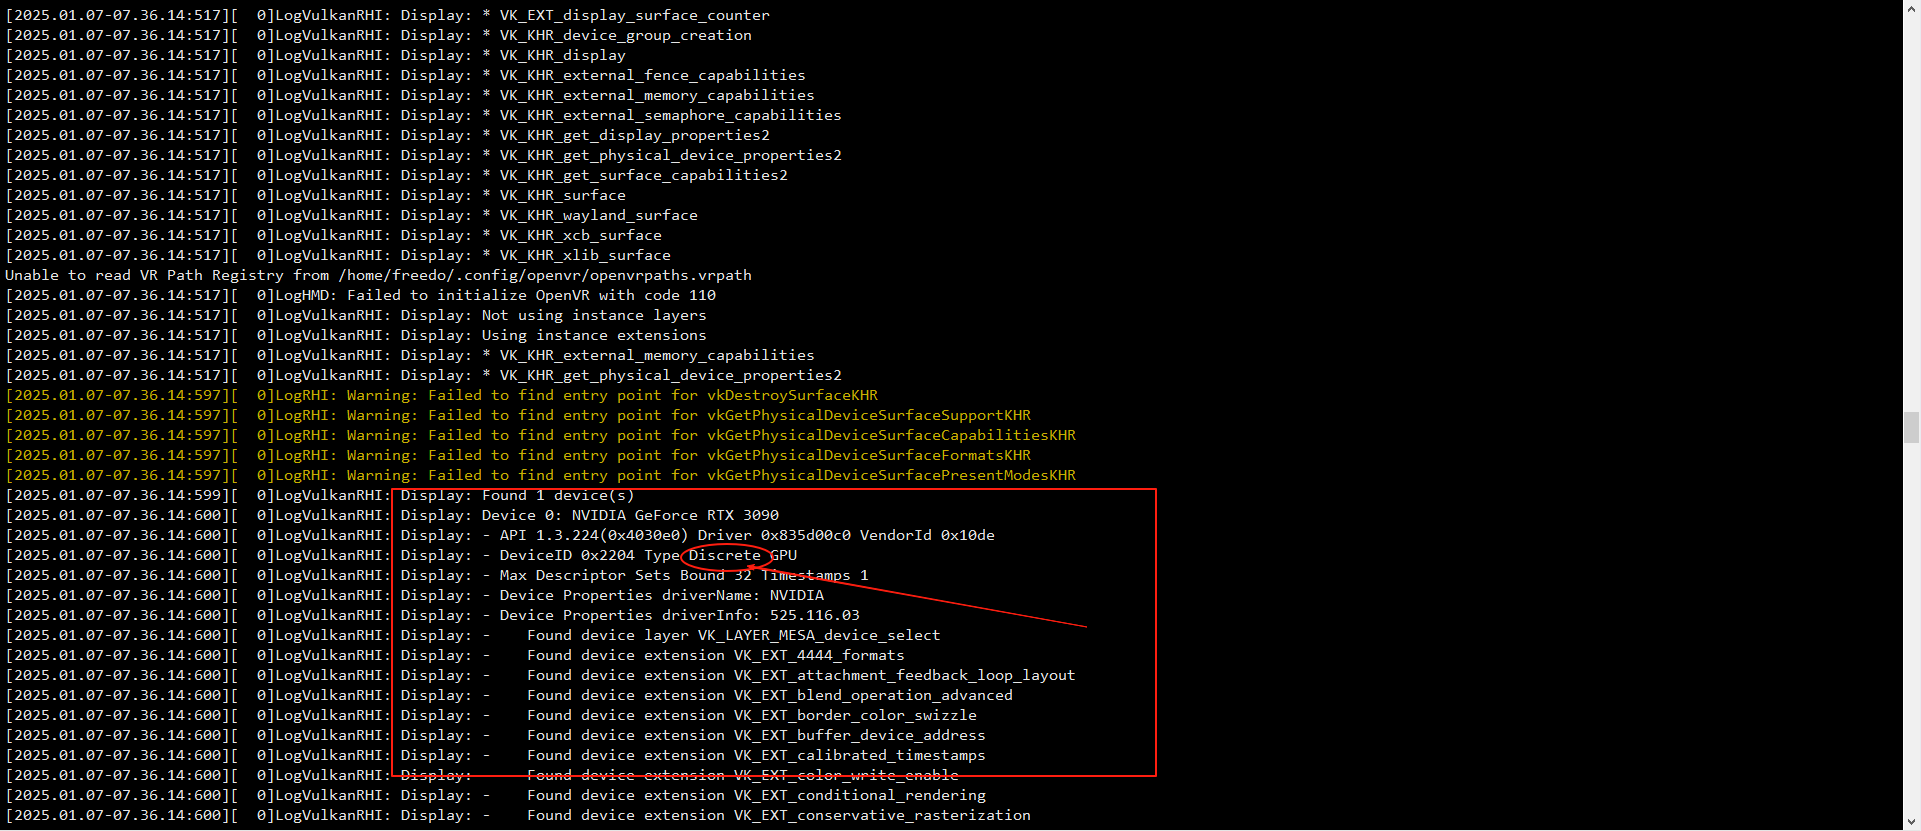 [2025.01.07-07.36.14:517][  0]LogVulkanRHI: Display: * VK_EXT_display_surface_counter
[2025.01.07-07.36.14:517][  0]LogVulkanRHI: Display: * VK_KHR_device_group_creation
[2025.01.07-07.36.14:517][  0]LogVulkanRHI: Display: * VK_KHR_display
[2025.01.07-07.36.14:517][  0]LogVulkanRHI: Display: * VK_KHR_external_fence_capabilities
[2025.01.07-07.36.14:517][  0]LogVulkanRHI: Display: * VK_KHR_external_memory_capabilities
[2025.01.07-07.36.14:517][  0]LogVulkanRHI: Display: * VK_KHR_external_semaphore_capabilities
[2025.01.07-07.36.14:517][  0]LogVulkanRHI: Display: * VK_KHR_get_display_properties2
[2025.01.07-07.36.14:517][  0]LogVulkanRHI: Display: * VK_KHR_get_physical_device_properties2
[2025.01.07-07.36.14:517][  0]LogVulkanRHI: Display: * VK_KHR_get_surface_capabilities2
[2025.01.07-07.36.14:517][  0]LogVulkanRHI: Display: * VK_KHR_surface
[2025.01.07-07.36.14:517][  0]LogVulkanRHI: Display: * VK_KHR_wayland_surface
[2025.01.07-07.36.14:517][  0]LogVulkanRHI: Display: * VK_KHR_xcb_surface
[2025.01.07-07.36.14:517][  0]LogVulkanRHI: Display: * VK_KHR_xlib_surface
Unable to read VR Path Registry from /home/freedo/.config/openvr/openvrpaths.vrpath
[2025.01.07-07.36.14:517][  0]LogHMD: Failed to initialize OpenVR with code 110
[2025.01.07-07.36.14:517][  0]LogVulkanRHI: Display: Not using instance layers
[2025.01.07-07.36.14:517][  0]LogVulkanRHI: Display: Using instance extensions
[2025.01.07-07.36.14:517][  0]LogVulkanRHI: Display: * VK_KHR_external_memory_capabilities
[2025.01.07-07.36.14:517][  0]LogVulkanRHI: Display: * VK_KHR_get_physical_device_properties2
[2025.01.07-07.36.14:597][  0]LogRHI: Warning: Failed to find entry point for vkDestroySurfaceKHR
[2025.01.07-07.36.14:597][  0]LogRHI: Warning: Failed to find entry point for vkGetPhysicalDeviceSurfaceSupportKHR
[2025.01.07-07.36.14:597][  0]LogRHI: Warning: Failed to find entry point for vkGetPhysicalDeviceSurfaceCapabilitiesKHR
[2025.01.07-07.36.14:597][  0]LogRHI: Warning: Failed to find entry point for vkGetPhysicalDeviceSurfaceFormatsKHR
[2025.01.07-07.36.14:597][  0]LogRHI: Warning: Failed to find entry point for vkGetPhysicalDeviceSurfacePresentModesKHR
[2025.01.07-07.36.14:599][  0]LogVulkanRHI: Display: Found 1 device(s)
[2025.01.07-07.36.14:600][  0]LogVulkanRHI: Display: Device 0: NVIDIA GeForce RTX 3090
[2025.01.07-07.36.14:600][  0]LogVulkanRHI: Display: - API 1.3.224(0x4030e0) Driver 0x835d00c0 VendorId 0x10de
[2025.01.07-07.36.14:600][  0]LogVulkanRHI: Display: - DeviceID 0x2204 Type Discrete GPU
[2025.01.07-07.36.14:600][  0]LogVulkanRHI: Display: - Max Descriptor Sets Bound 32 Timestamps 1
[2025.01.07-07.36.14:600][  0]LogVulkanRHI: Display: - Device Properties driverName: NVIDIA
[2025.01.07-07.36.14:600][  0]LogVulkanRHI: Display: - Device Properties driverInfo: 525.116.03
[2025.01.07-07.36.14:600][  0]LogVulkanRHI: Display: -    Found device layer VK_LAYER_MESA_device_select
[2025.01.07-07.36.14:600][  0]LogVulkanRHI: Display: -    Found device extension VK_EXT_4444_formats
[2025.01.07-07.36.14:600][  0]LogVulkanRHI: Display: -    Found device extension VK_EXT_attachment_feedback_loop_layout
[2025.01.07-07.36.14:600][  0]LogVulkanRHI: Display: -    Found device extension VK_EXT_blend_operation_advanced
[2025.01.07-07.36.14:600][  0]LogVulkanRHI: Display: -    Found device extension VK_EXT_border_color_swizzle
[2025.01.07-07.36.14:600][  0]LogVulkanRHI: Display: -    Found device extension VK_EXT_buffer_device_address
[2025.01.07-07.36.14:600][  0]LogVulkanRHI: Display: -    Found device extension VK_EXT_calibrated_timestamps
[2025.01.07-07.36.14:600][  0]LogVulkanRHI: Display: -    Found device extension VK_EXT_color_write_enable
[2025.01.07-07.36.14:600][  0]LogVulkanRHI: Display: -    Found device extension VK_EXT_conditional_rendering
[2025.01.07-07.36.14:600][  0]LogVulkanRHI: Display: -    Found device extension VK_EXT_conservative_rasterization